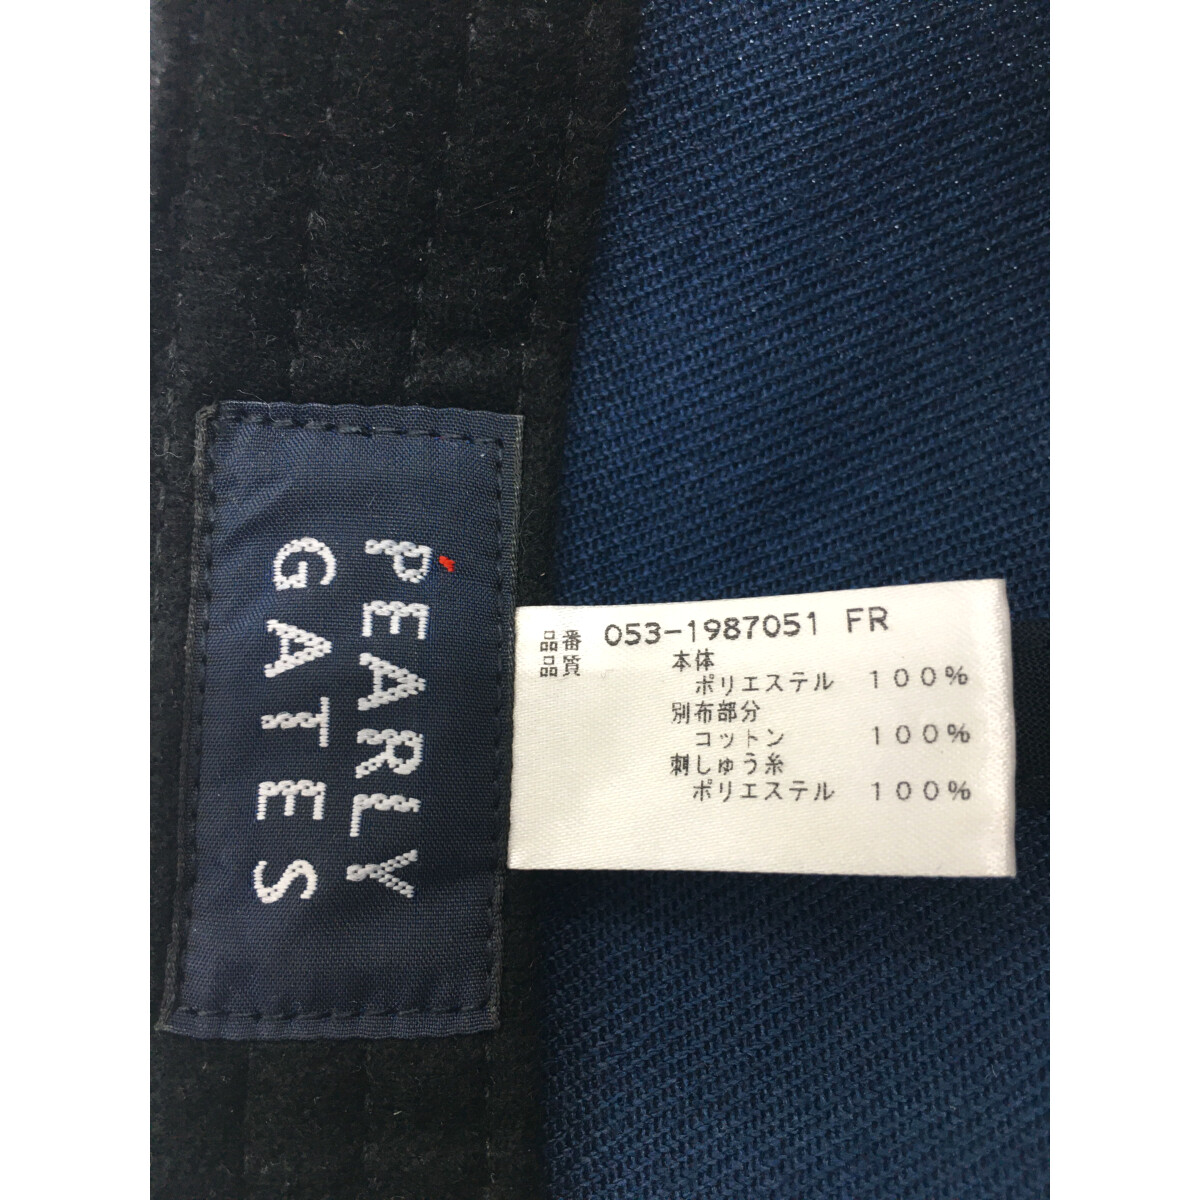 PEARLY
GATES
品番 053-1987051 FR
品質 本体
ポリエステル 100%
別布部分
コットン 100%
刺しゅう糸
ポリエステル 100%